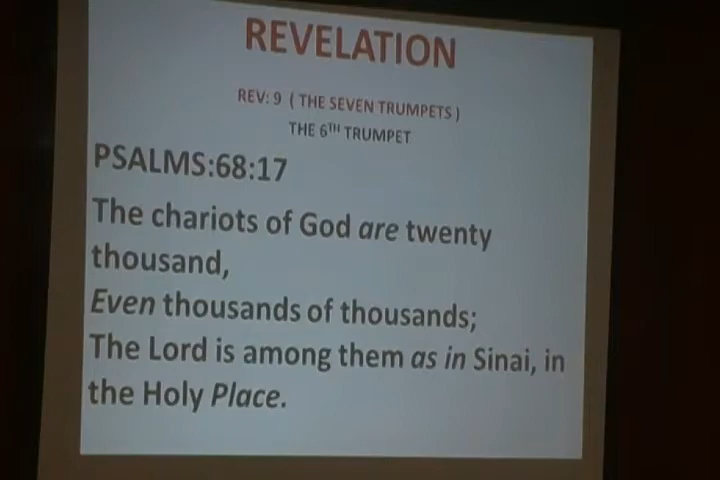 REVELATION
REV: 9 ( THE SEVEN TRUMPETS )
THE 6TH TRUMPET
PSALMS:68:17
The chariots of God are twenty
thousand,
Even thousands of thousands;
The Lord is among them as in Sinai, in
the Holy Place.